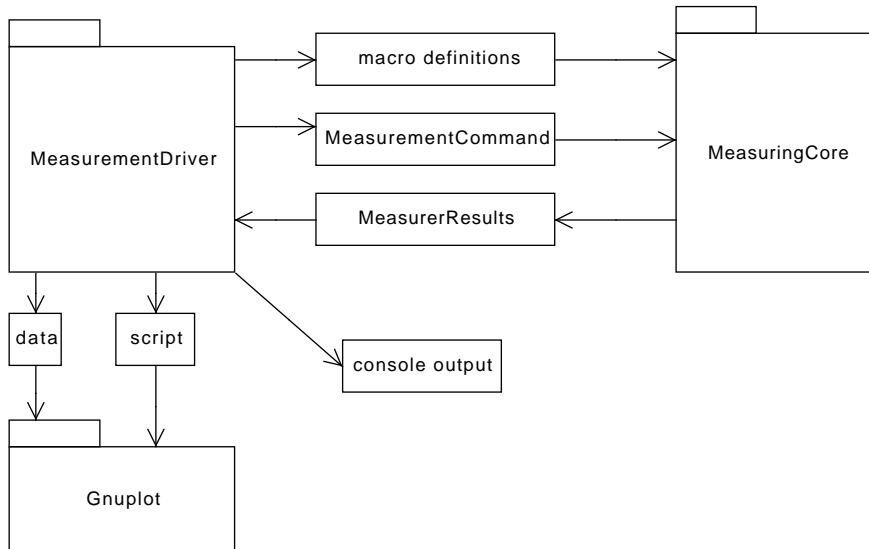 macro definitions
MeasurementCommand
MeasurementDriver
MeasuringCore
MeasurerResults
data
script
console output
Gnuplot